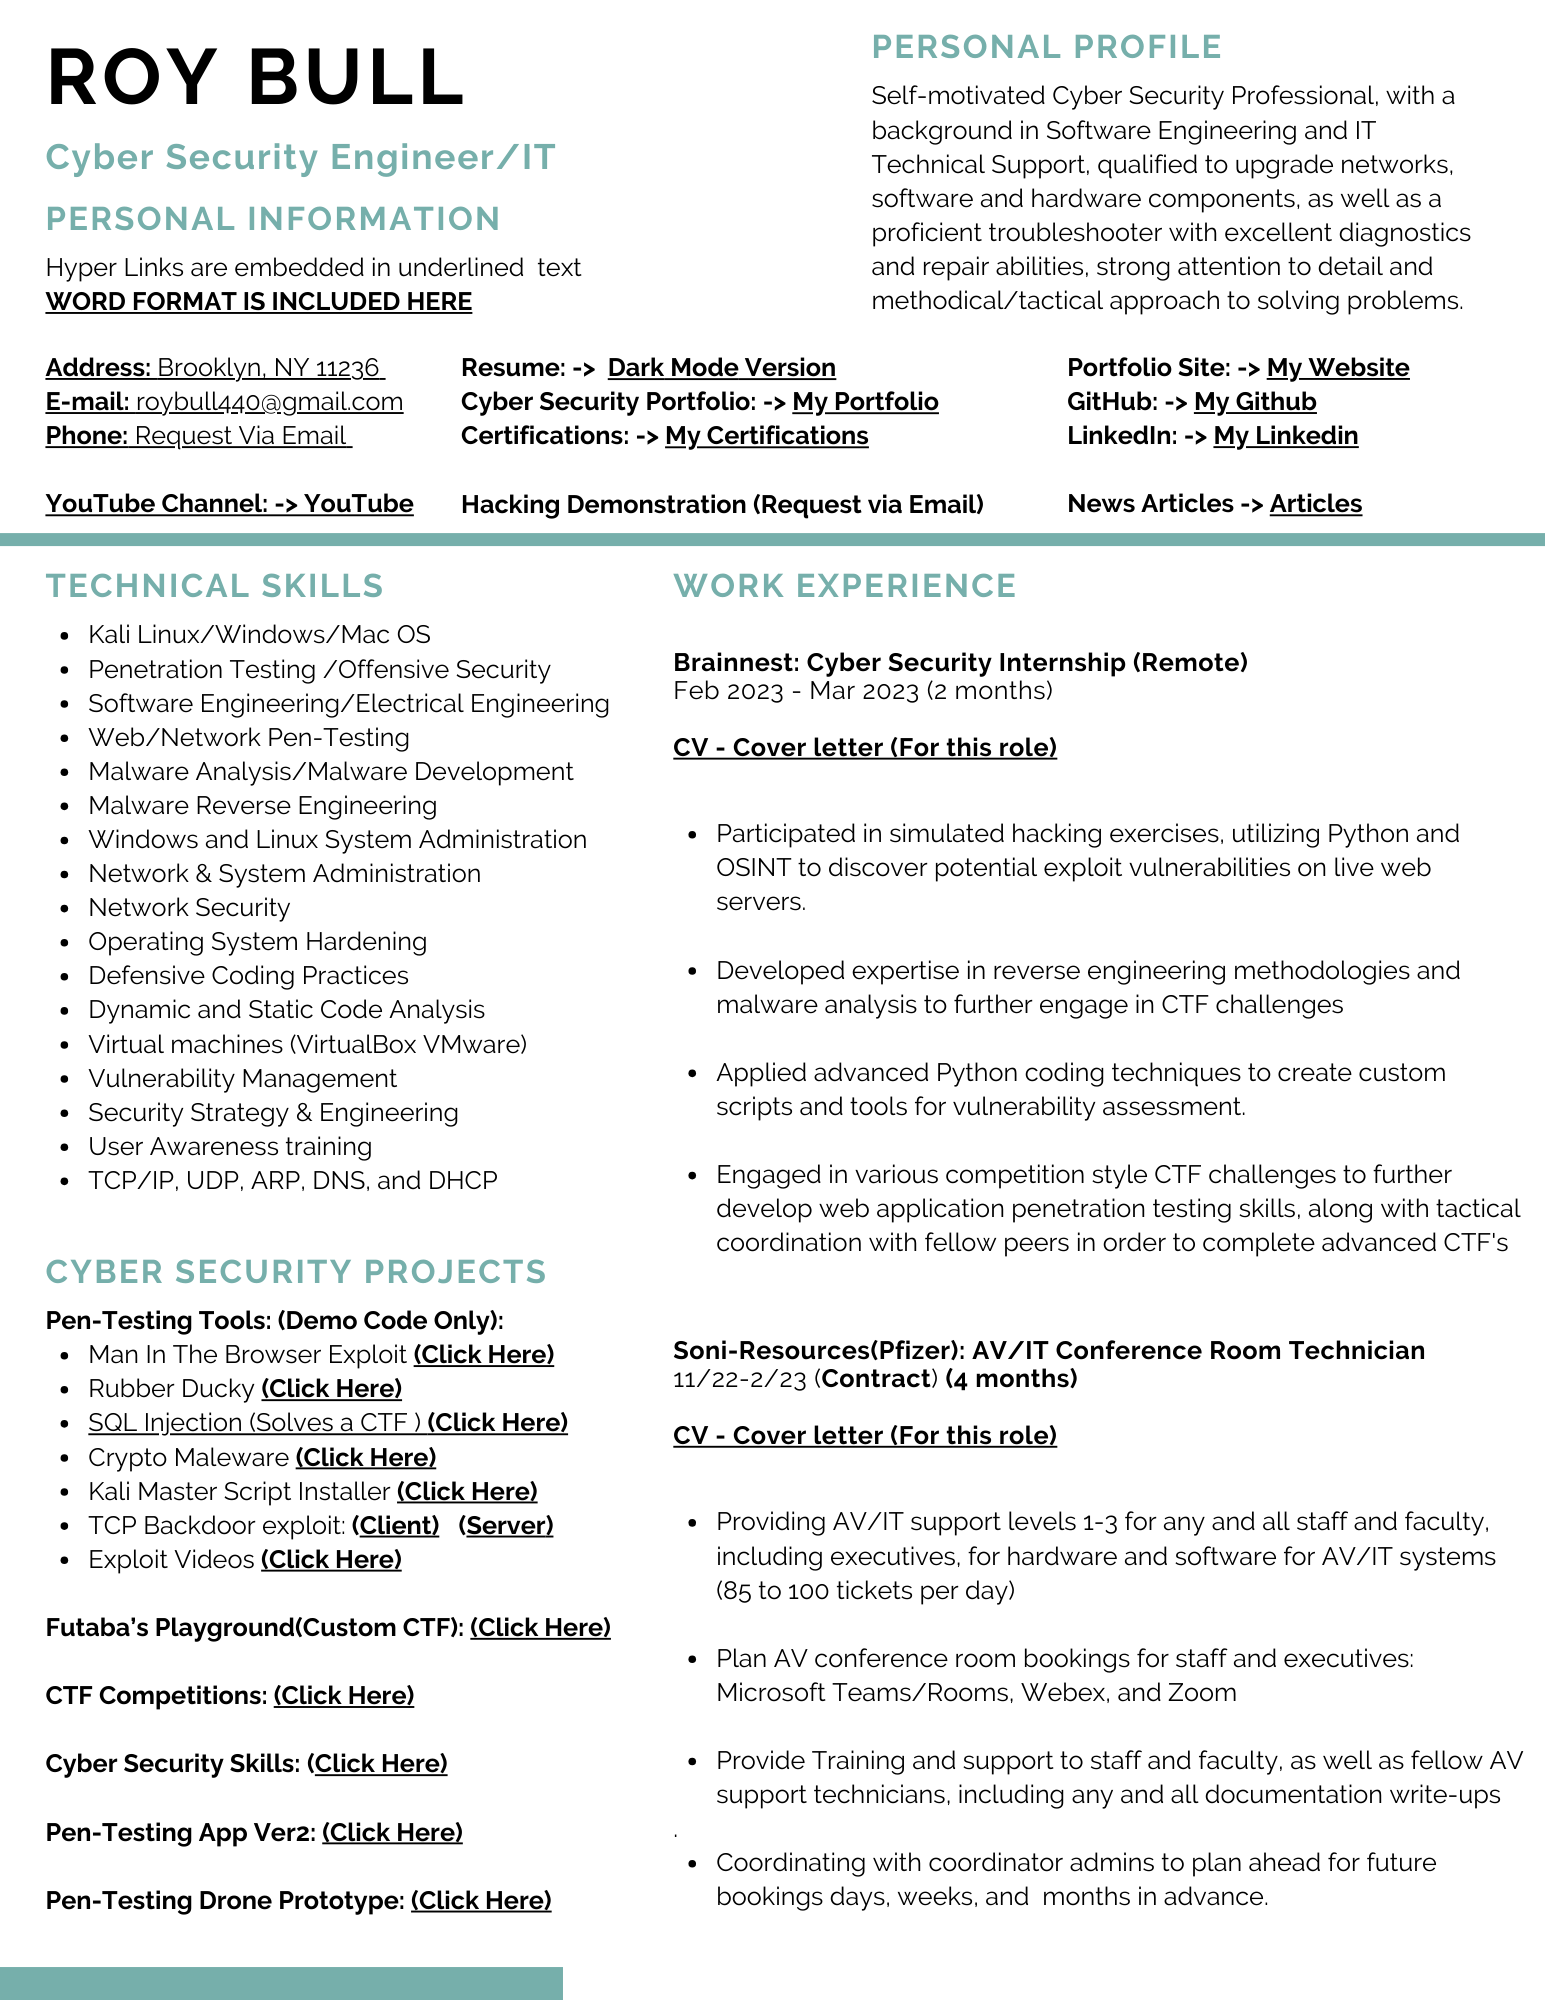 ROY BULL
Cyber Security Engineer/IT
PERSONAL INFORMATION
Hyper Links are embedded in underlined  text
WORD FORMAT IS INCLUDED HERE
PERSONAL PROFILE
Self-motivated Cyber Security Professional, with a
background in Software Engineering and IT
Technical Support, qualified to upgrade networks,
software and hardware components, as well as a
proficient troubleshooter with excellent diagnostics
and repair abilities, strong attention to detail and
methodical/tactical approach to solving problems.
Address: Brooklyn, NY 11236
E-mail: roybull440@gmail.com
Phone: Request Via Email
YouTube Channel: -> YouTube
Resume: ->  Dark Mode Version
Cyber Security Portfolio: -> My Portfolio
Certifications: -> My Certifications
Hacking Demonstration (Request via Email)
Portfolio Site: -> My Website
GitHub: -> My Github
LinkedIn: -> My Linkedin
News Articles -> Articles
TECHNICAL SKILLS
• Kali Linux/Windows/Mac OS
• Penetration Testing /Offensive Security
• Software Engineering/Electrical Engineering
• Web/Network Pen-Testing
• Malware Analysis/Malware Development
• Malware Reverse Engineering
• Windows and Linux System Administration
• Network & System Administration
• Network Security
• Operating System Hardening
• Defensive Coding Practices
• Dynamic and Static Code Analysis
• Virtual machines (VirtualBox VMware)
• Vulnerability Management
• Security Strategy & Engineering
• User Awareness training
• TCP/IP, UDP, ARP, DNS, and DHCP
CYBER SECURITY PROJECTS
Pen-Testing Tools: (Demo Code Only):
• Man In The Browser Exploit (Click Here)
• Rubber Ducky (Click Here)
• SQL Injection (Solves a CTF ) (Click Here)
• Crypto Maleware (Click Here)
• Kali Master Script Installer (Click Here)
• TCP Backdoor exploit: (Client)   (Server)
• Exploit Videos (Click Here)
Futaba’s Playground(Custom CTF): (Click Here)
CTF Competitions: (Click Here)
Cyber Security Skills: (Click Here)
Pen-Testing App Ver2: (Click Here)
Pen-Testing Drone Prototype: (Click Here)
WORK EXPERIENCE
Brainnest: Cyber Security Internship (Remote)
Feb 2023 - Mar 2023 (2 months)
CV - Cover letter (For this role)
• Participated in simulated hacking exercises, utilizing Python and
OSINT to discover potential exploit vulnerabilities on live web
servers.
• Developed expertise in reverse engineering methodologies and
malware analysis to further engage in CTF challenges
• Applied advanced Python coding techniques to create custom
scripts and tools for vulnerability assessment.
• Engaged in various competition style CTF challenges to further
develop web application penetration testing skills, along with tactical
coordination with fellow peers in order to complete advanced CTF's
Soni-Resources(Pfizer): AV/IT Conference Room Technician
11/22-2/23 (Contract) (4 months)
CV - Cover letter (For this role)
• Providing AV/IT support levels 1-3 for any and all staff and faculty,
including executives, for hardware and software for AV/IT systems
(85 to 100 tickets per day)
• Plan AV conference room bookings for staff and executives:
Microsoft Teams/Rooms, Webex, and Zoom
• Provide Training and support to staff and faculty, as well as fellow AV
support technicians, including any and all documentation write-ups
.
• Coordinating with coordinator admins to plan ahead for future
bookings days, weeks, and  months in advance.